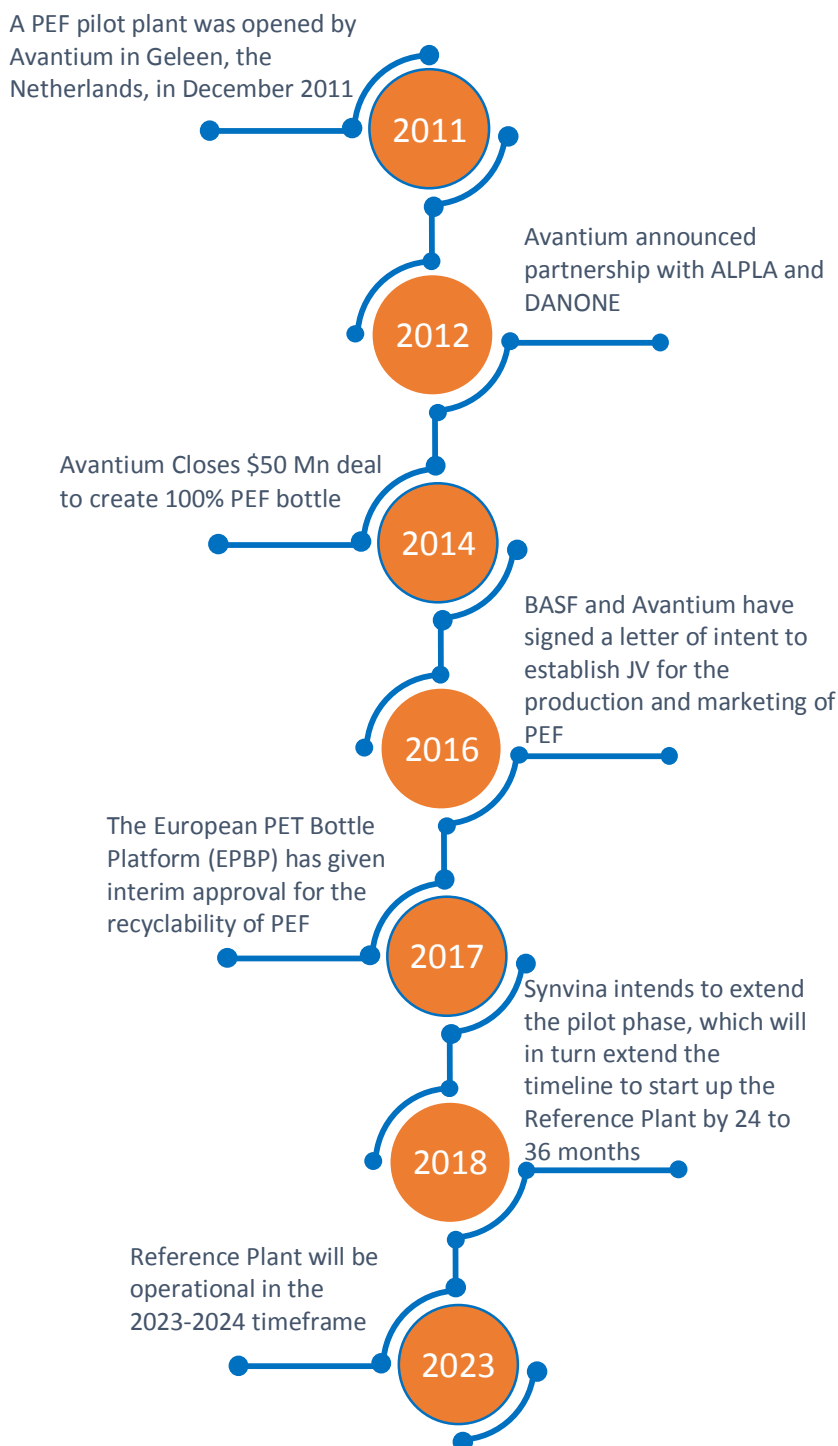 A PEF pilot plant was opened by
Avantium in Geleen, the
Netherlands, in December 2011
2011
Avantium announced
partnership with ALPLA and
DANONE
2012
Avantium Closes $50 Mn deal
to create 100% PEF bottle
2014
BASF and Avantium have
signed a letter of intent to
establish JV for the
production and marketing of
PEF
2016
The European PET Bottle
Platform (EPBP) has given
interim approval for the
recyclability of PEF
2017
Synvina intends to extend
the pilot phase, which will
in turn extend the
timeline to start up the
Reference Plant by 24 to
36 months
2018
Reference Plant will be
operational in the
2023-2024 timeframe
2023